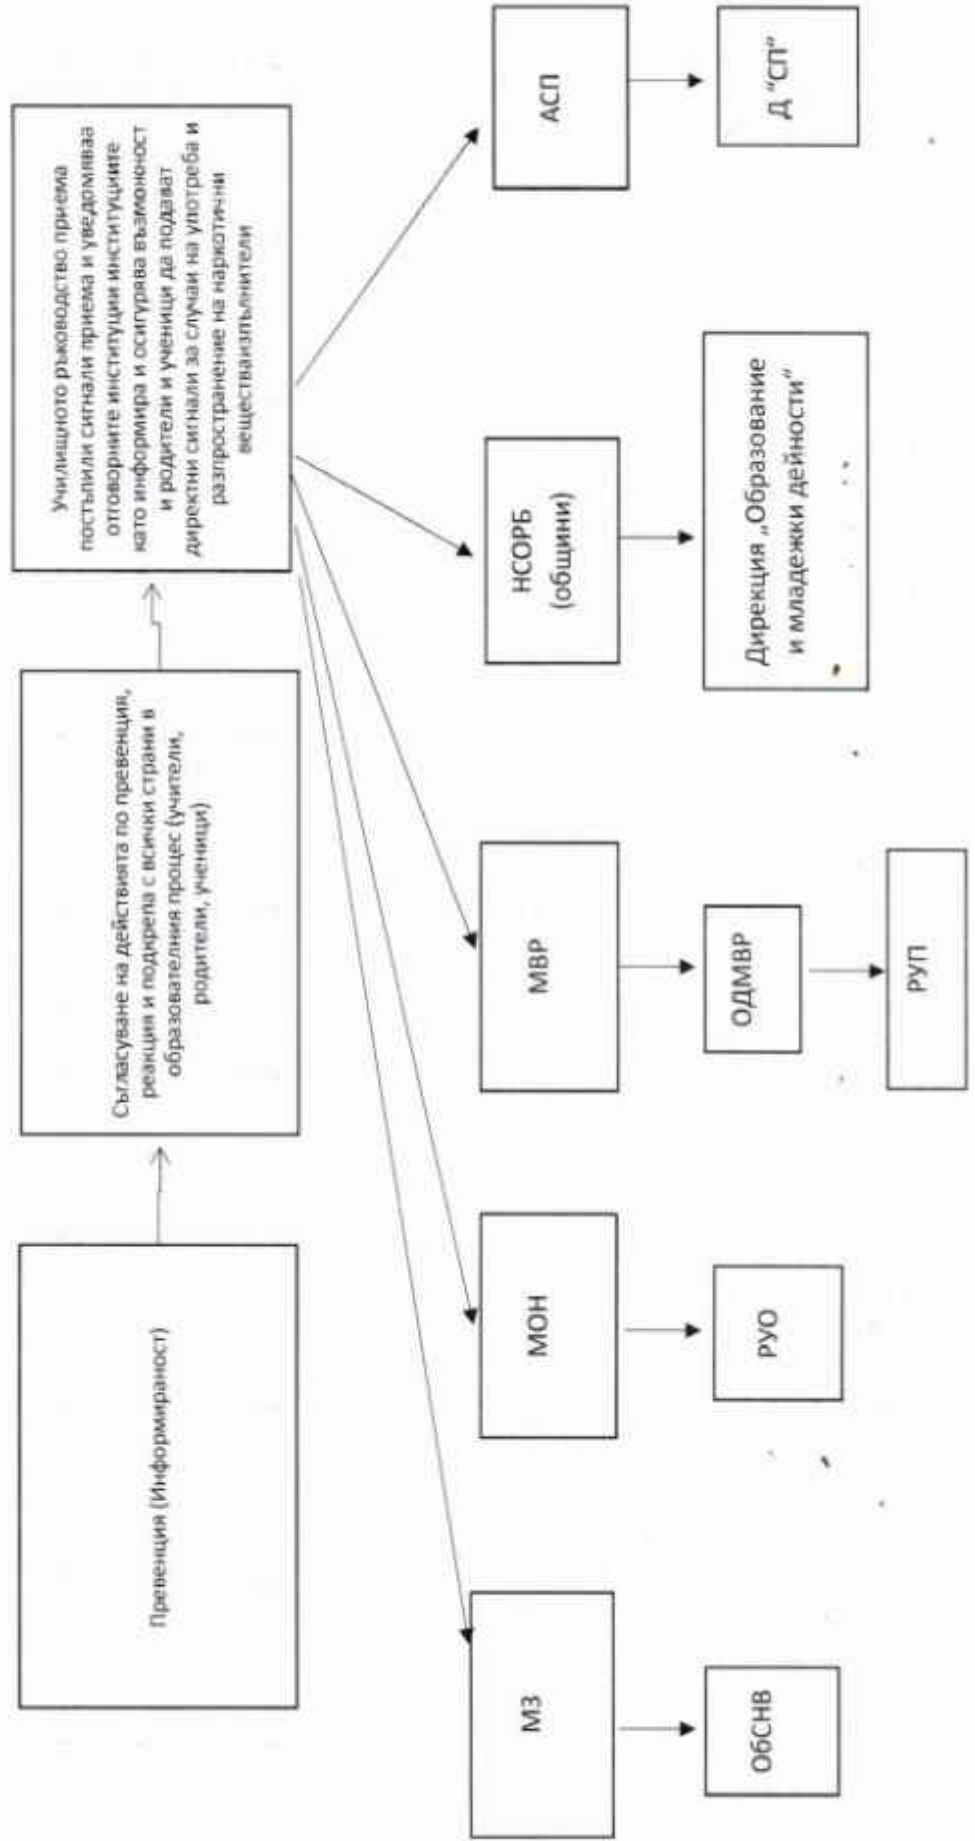 Превенция (Информираност)
Съгласуване на действията по превенция,
реакция и подкрепа с всички страни в
образователния процес (учители,
родители, ученици)
Училищното ръководство приема
постъпили сигнали приема и уведомяваа
отговорните институции институциите
като информира и осигурява възможност
и родители и ученици да подават
директни сигнали за случаи на употреба и
разпространение на наркотични
веществаизпълнители
МЗ
МОН
МВР
НСОРБ
(общини)
АСП
ОбСНВ
РУО
ОДМВР
Дирекция „Образование
и младежки дейности“
Д "СП"
РУП